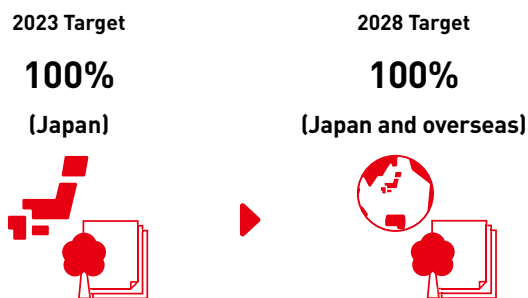 2023 Target
100%
(Japan)
2028 Target
100%
(Japan and overseas)